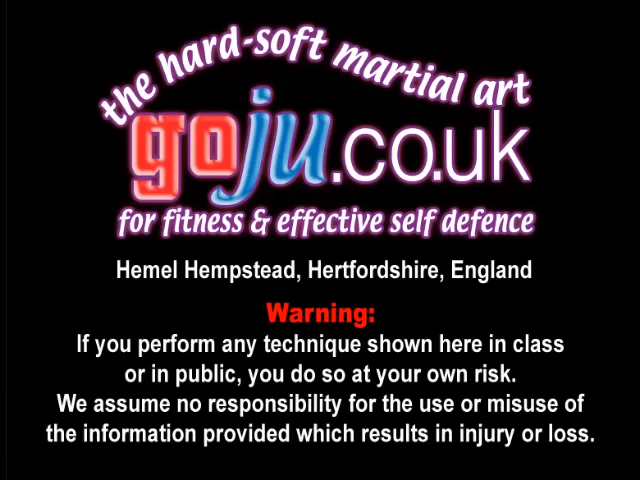 the hard-soft martial art
goju.co.uk
for fitness & effective self defence
Hemel Hempstead, Hertfordshire, England
Warning:
If you perform any technique shown here in class
or in public, you do so at your own risk.
We assume no responsibility for the use or misuse of
the information provided which results in injury or loss.